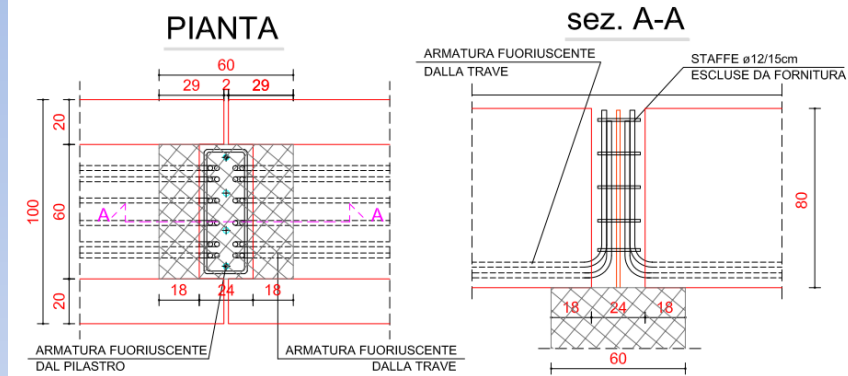 PIANTA
60
29 2 29
20
100
60
A A
20
18 24 18
ARMATURA FUORIUSCENTE
DAL PILASTRO
ARMATURA FUORIUSCENTE
DALLA TRAVE
sez. A-A
ARMATURA FUORIUSCENTE
DALLA TRAVE
STAFFE ø12/15cm
ESCLUSE DA FORNITURA
80
18 24 18
60